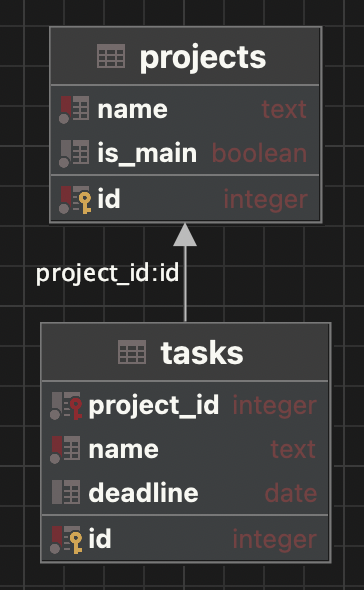 projects
name text
is_main boolean
id integer
project_id:id
tasks
project_id integer
name text
deadline date
id integer